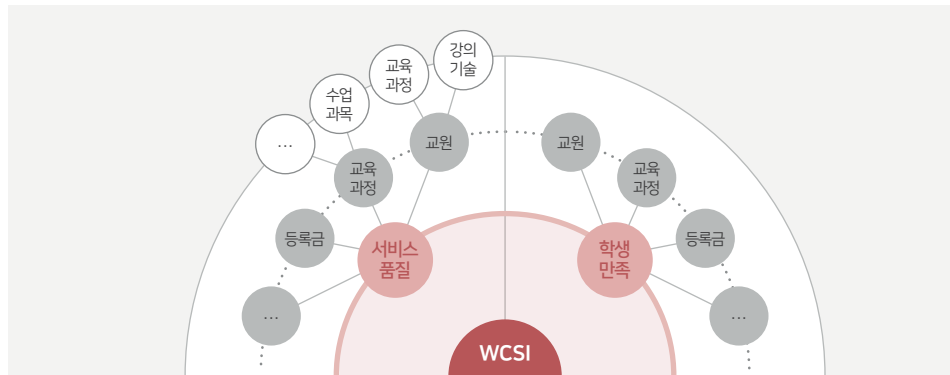 강의
기술
교육
과정
수업
과목
...
교원
교육
과정
등록금
...
서비스
품질
교원
교육
과정
등록금
...
학생
만족
WCSI